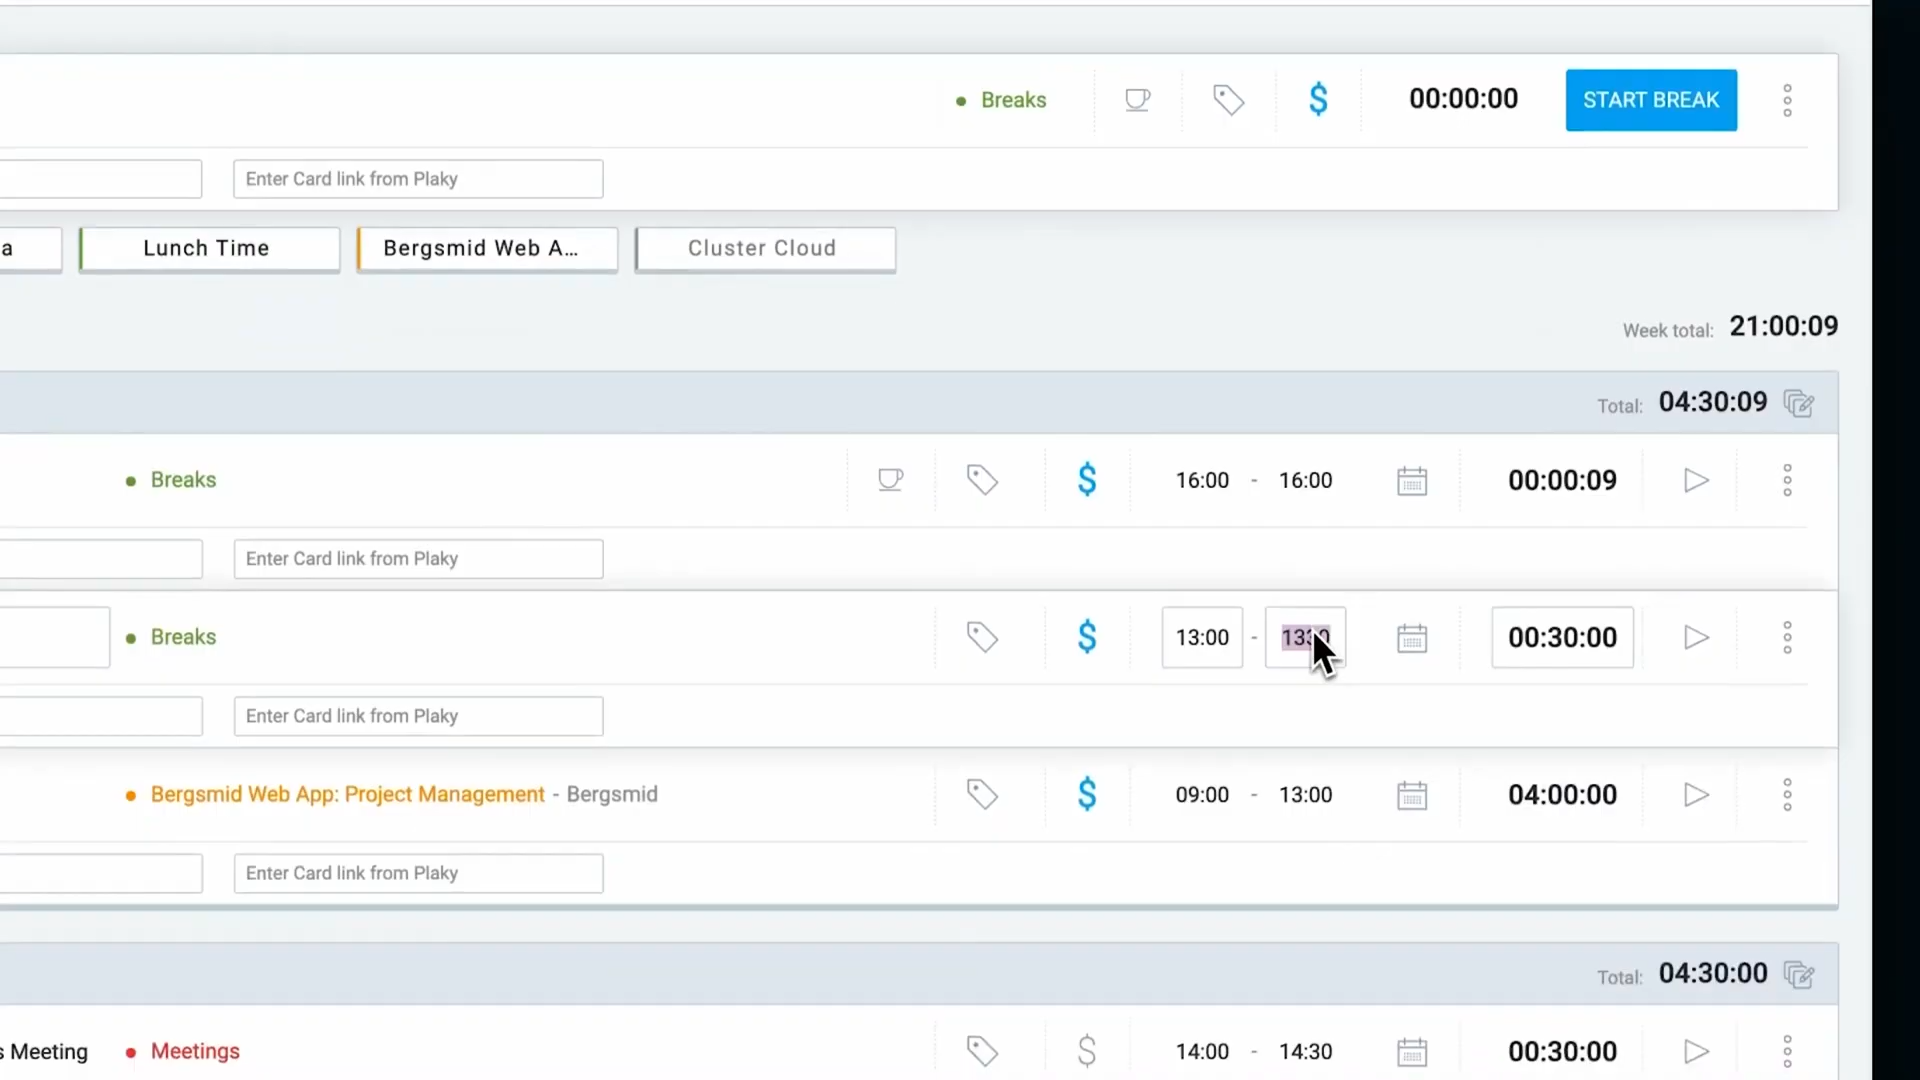 Breaks 00:00:00 START BREAK
Enter Card link from Plaky
a Lunch Time Bergsmid Web A... Cluster Cloud
Week total: 21:00:09
Total: 04:30:09
Breaks $ 16:00 - 16:00 00:00:09
Enter Card link from Plaky
Breaks $ 13:00 - 1330 00:30:00
Enter Card link from Plaky
Bergsmid Web App: Project Management - Bergsmid $ 09:00 - 13:00 04:00:00
Enter Card link from Plaky
Total: 04:30:00
s Meeting Meetings $ 14:00 - 14:30 00:30:00